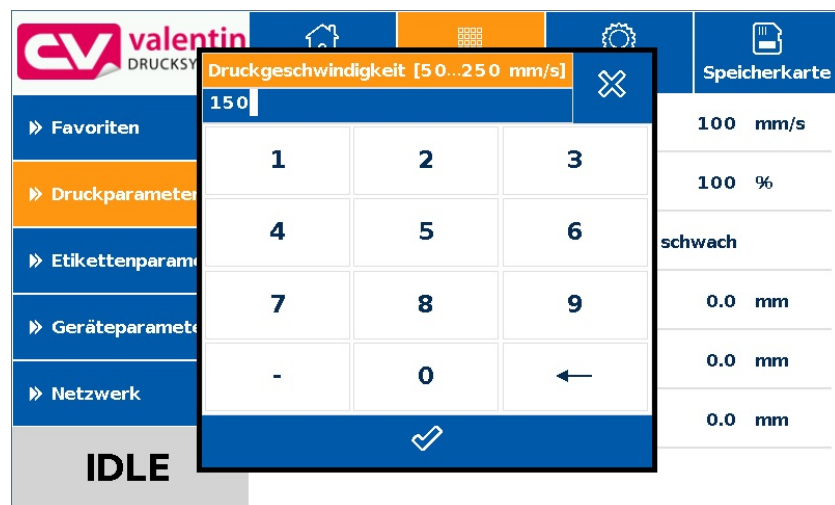 valentin
DRUCKSY
Speicherkarte
Druckgeschwindigkeit [50...250 mm/s]
150
Favoriten
Druckparameter
Etikettenparam
Geräteparamete
Netzwerk
IDLE
1 2 3
4 5 6
7 8 9
- 0
100 mm/s
100 %
schwach
0.0 mm
0.0 mm
0.0 mm